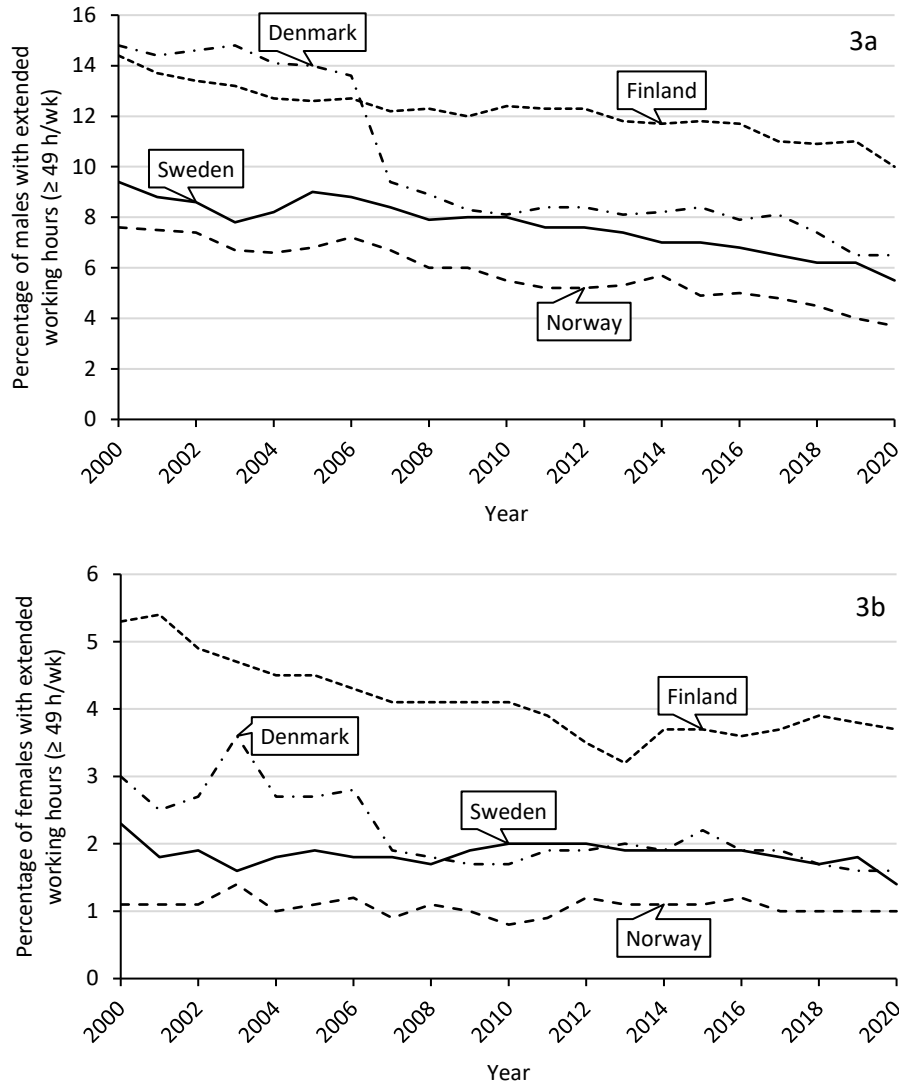 16
3a
Denmark
14
Finland
12
10
Sweden
8
6
Norway
4
2
0
Percentage of males with extended
working hours (≥ 49 h/wk)
2000
2002
2004
2006
2008
2010
2012
2014
2016
2018
2020
Year
6
3b
5
Finland
4
Denmark
3
Sweden
2
1
Norway
0
Percentage of females with extended
working hours (≥ 49 h/wk)
2000
2002
2004
2006
2008
2010
2012
2014
2016
2018
2020
Year